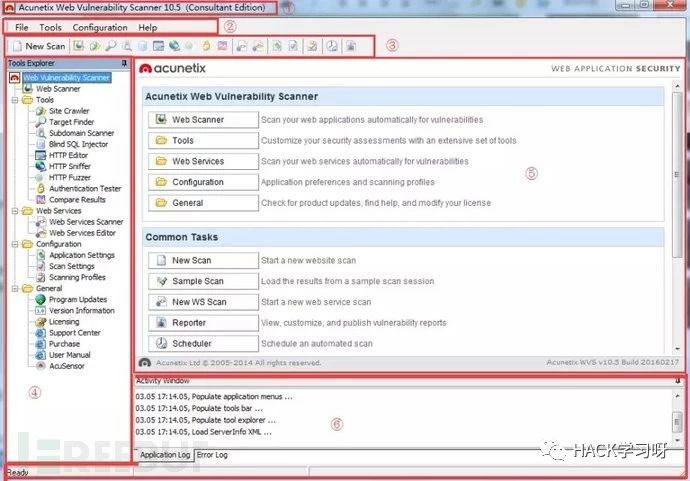 Acunetix Web Vulnerability Scanner 10.5 (Consultant Edition) ①
File Tools Configuration Help ②
New Scan ③
Tools Explorer
Web Vulnerability Scanner
Web Scanner
Tools
Site Crawler
Target Finder
Subdomain Scanner
Blind SQL Injector
HTTP Editor
HTTP Sniffer
HTTP Fuzzer
Authentication Tester
Compare Results
Web Services
Web Services Scanner
Web Services Editor
Configuration
Application Settings
Scan Settings
Scanning Profiles
General
Program Updates
Version Information
Licensing
Support Center
Purchase
User Manual
AcuSensor
④
acunetix WEB APPLICATION SECURITY
Acunetix Web Vulnerability Scanner
Web Scanner Scan your web applications automatically for vulnerabilities
Tools Customize your security assessments with an extensive set of tools
Web Services Scan your web services automatically for vulnerabilities
⑤
Configuration Application preferences and scanning profiles
General Check for product updates, find help, and modify your license
Common Tasks
New Scan Start a new website scan
Sample Scan Load the results from a sample scan session
New WS Scan Start a new web service scan
Reporter View, customize, and publish vulnerability reports
Scheduler Schedule an automated scan
Acunetix Ltd © 2005-2014 All rights reserved. Acunetix WVS v10.5 Build 20160217
Activity Window
03.05 17:14.05, Populate application menus ...
03.05 17:14.05, Populate tools bar ...
03.05 17:14.05, Populate tool explorer ...
03.05 17:14.05, Load ServerInfo XML ...
⑥
Application Log Error Log
Ready
REEBUF
HACK学习呀